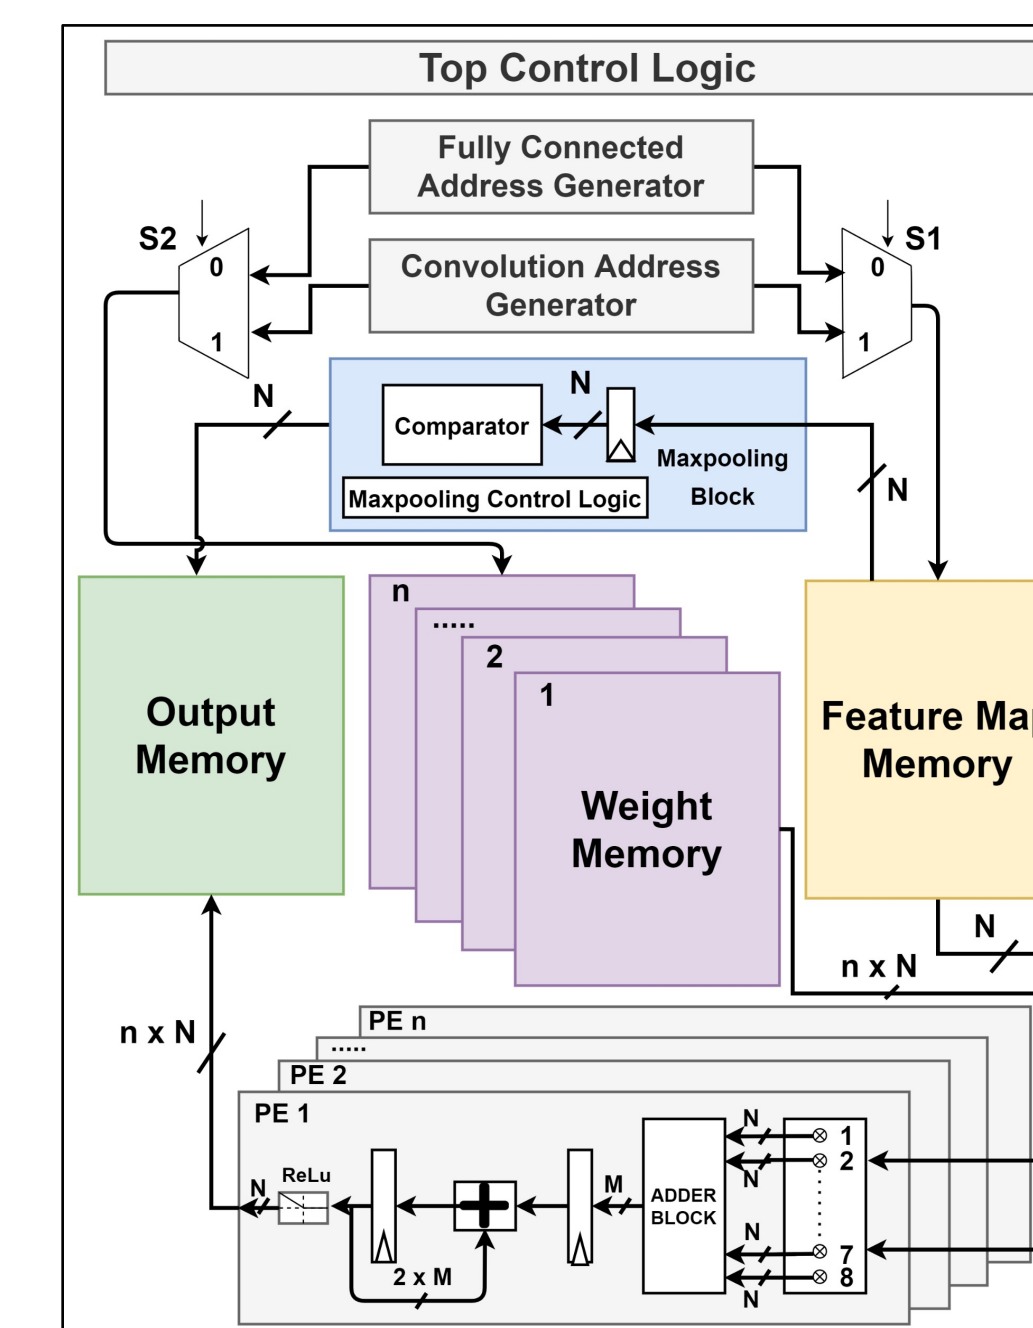 Top Control Logic
Fully Connected
Address Generator
S2
0
1
Convolution Address
Generator
S1
0
1
N
Comparator
N
Maxpooling
Block
Maxpooling Control Logic
N
Output
Memory
n
.....
2
1
Weight
Memory
Feature Ma
Memory
N
n x N
n x N
PE n
.....
PE 2
PE 1
ReLu
N
2 x M
M
ADDER
BLOCK
N
N
N
N
1
2
7
8